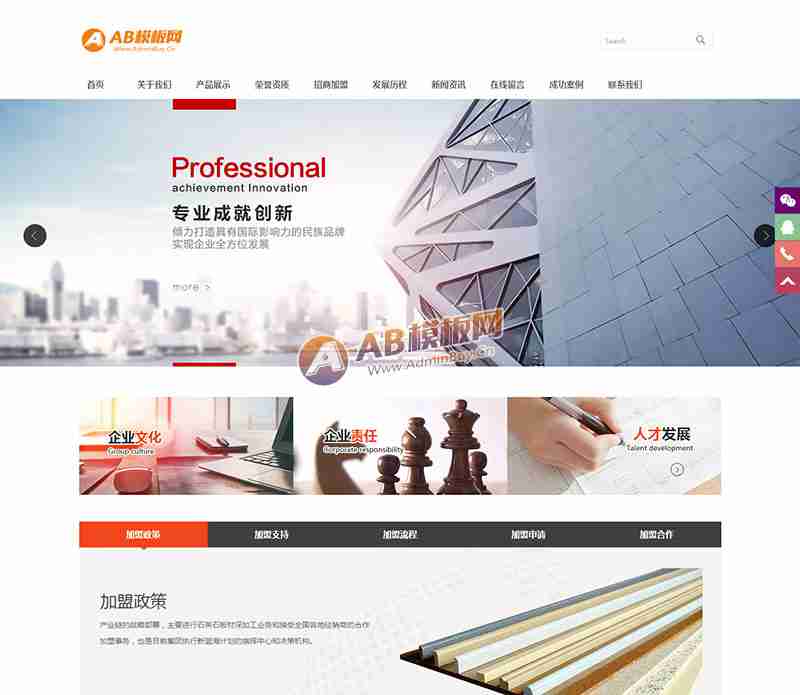 AB模板网
Www.AdminBuy.Cn
Search
首页 关于我们 产品展示 荣誉资质 招商加盟 发展历程 新闻资讯 在线留言 成功案例 联系我们
Professional
achievement Innovation
专业成就创新
倾力打造具有国际影响力的民族品牌
实现企业全方位发展
more >
AB模板网
Www.AdminBuy.Cn
企业文化
Group culture
企业责任
Corporate responsibility
人才发展
Talent development
加盟政策 加盟支持 加盟流程 加盟申请 加盟合作
加盟政策
产业链的战略部署，主要进行石英石板材深加工业务和接受全国各地经销商的合作
加盟事务，也是目前集团执行新蓝海计划的指挥中心和决策机构。